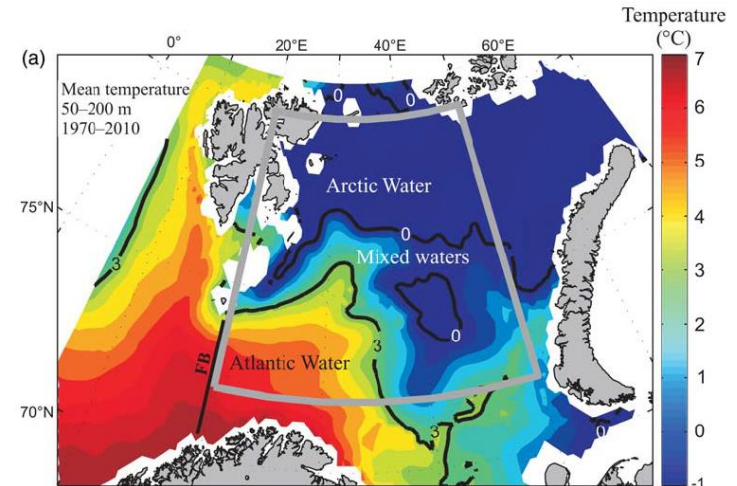 Temperature
(°C)
(a)
0°
20°E
40°E
60°E
7
Mean temperature
50–200 m
1970–2010
0
0
6
5
Arctic Water
75°N
4
0
Mixed waters
3
3
0
3
2
FB
Atlantic Water
1
70°N
3
0
0
-1